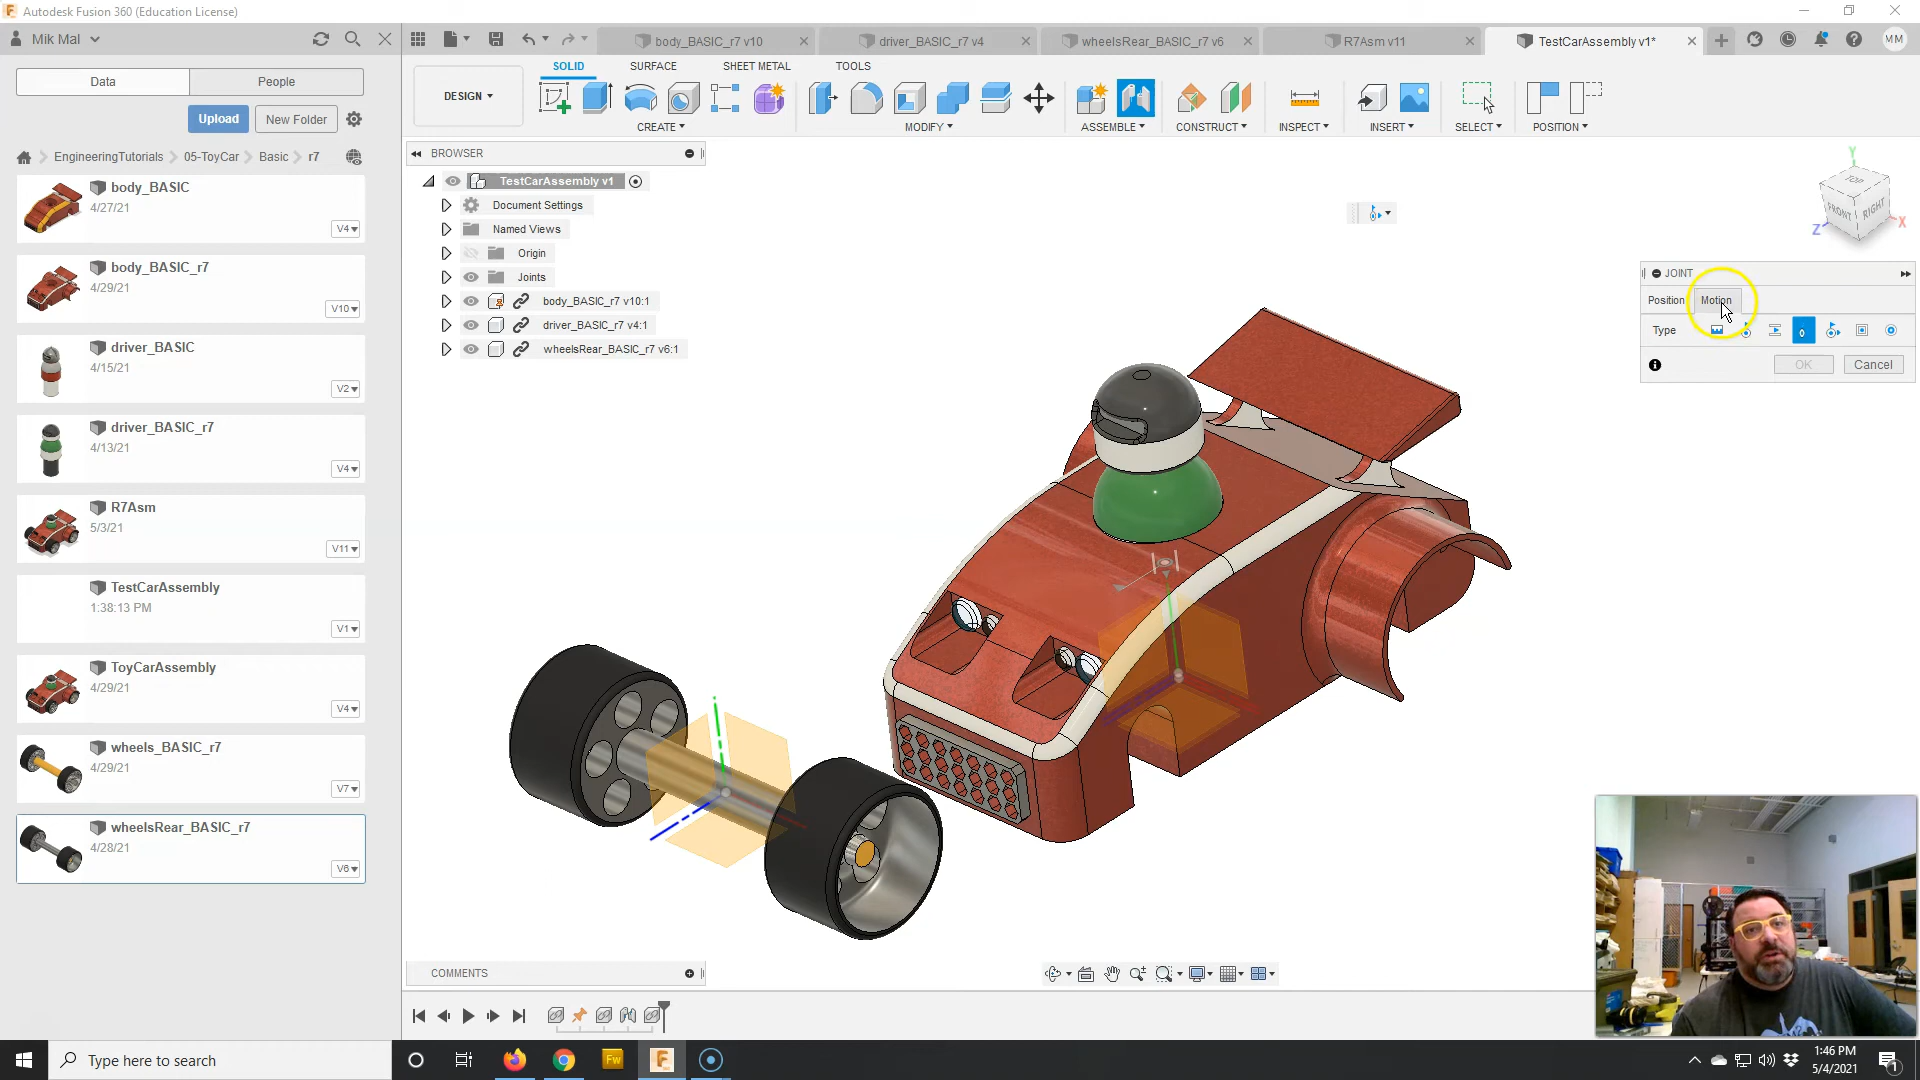 Autodesk Fusion 360 (Education License)
Mik Mal
body_BASIC_r7 v10
driver_BASIC_r7 v4
wheelsRear_BASIC_r7 v6
R7Asm v11
TestCarAssembly v1*
MM
Data
People
SOLID
SURFACE
SHEET METAL
TOOLS
DESIGN
Upload
New Folder
CREATE
MODIFY
ASSEMBLE
CONSTRUCT
INSPECT
INSERT
SELECT
POSITION
EngineeringTutorials
05-ToyCar
Basic
r7
BROWSER
TestCarAssembly v1
Document Settings
Named Views
Origin
Joints
body_BASIC_r7 v10:1
driver_BASIC_r7 v4:1
wheelsRear_BASIC_r7 v6:1
body_BASIC
4/27/21
V4
body_BASIC_r7
4/29/21
V10
driver_BASIC
4/15/21
V2
driver_BASIC_r7
4/13/21
V4
R7Asm
5/3/21
V11
TestCarAssembly
1:38:13 PM
V1
ToyCarAssembly
4/29/21
V4
wheels_BASIC_r7
4/29/21
V7
wheelsRear_BASIC_r7
4/28/21
V6
Y
TOP
FRONT
RIGHT
X
Z
JOINT
Position
Motion
Type
OK
Cancel
COMMENTS
Type here to search
Fw
F
1:46 PM
5/4/2021
1